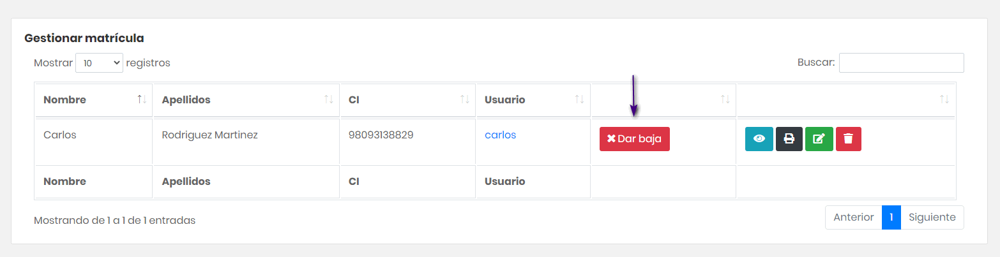 Gestionar matrícula
Mostrar 10 registros
Buscar:
Nombre Apellidos CI Usuario
Carlos Rodriguez Martinez 98093138829 carlos Dar baja
Nombre Apellidos CI Usuario
Mostrando de 1 a 1 de 1 entradas
Anterior 1 Siguiente